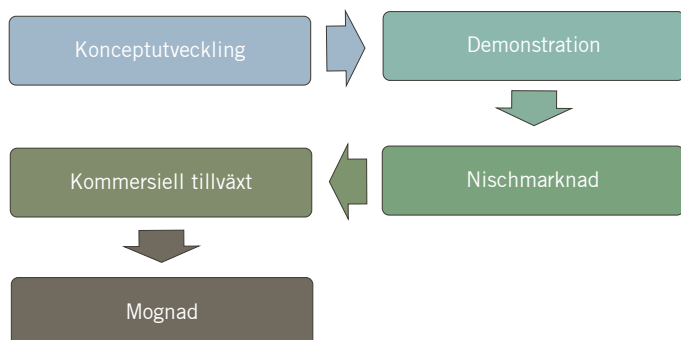 Konceptutveckling
Demonstration
Nischmarknad
Kommersiell tillväxt
Mognad